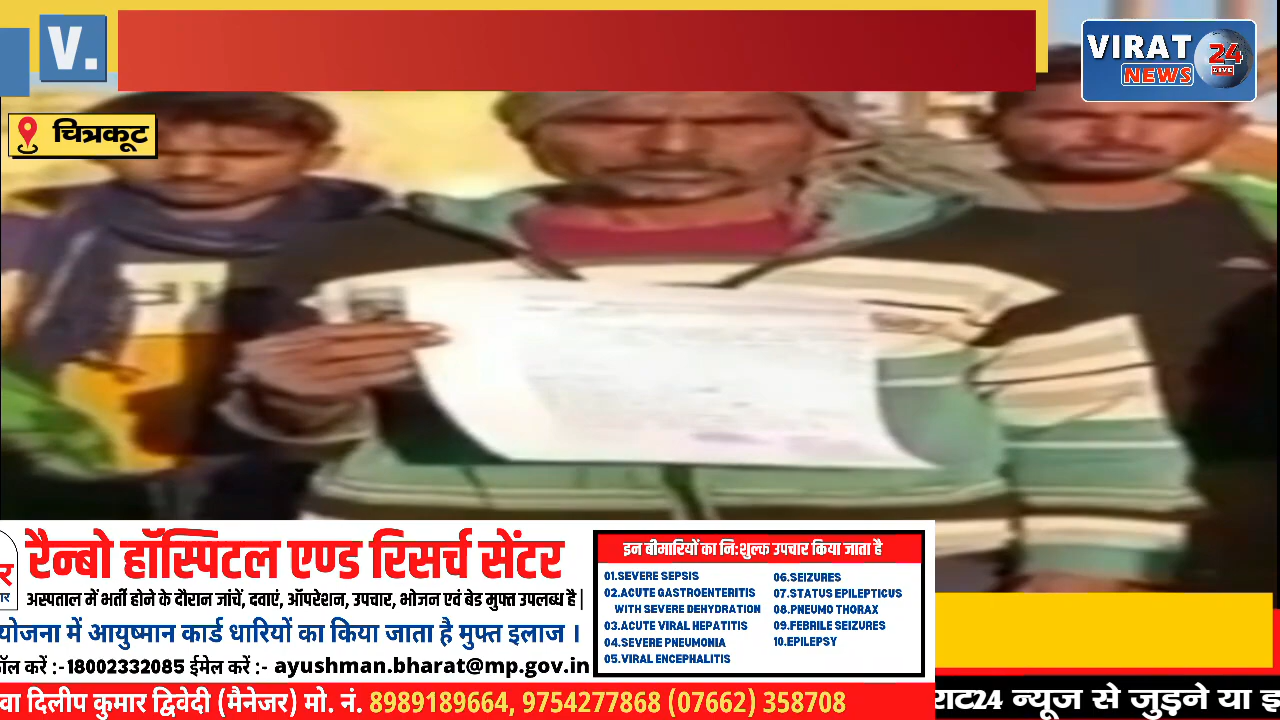 V.
VIRAT
24
NEWS
LIVE
चित्रकूट
रैन्बो हॉस्पिटल एण्ड रिसर्च सेंटर
अस्पताल में भर्ती होने के दौरान जांचें, दवाएं, ऑपरेशन, उपचार, भोजन एवं बेड मुफ्त उपलब्ध है |
योजना में आयुष्मान कार्ड धारियों का किया जाता है मुफ्त इलाज ।
करें :-18002332085 ईमेल करें :- ayushman.bharat@mp.gov.in
इन बीमारियों का नि:शुल्क उपचार किया जाता है
01.SEVERE SEPSIS
02.ACUTE GASTROENTERITIS
WITH SEVERE DEHYDRATION
03.ACUTE VIRAL HEPATITIS
04.SEVERE PNEUMONIA
05.VIRAL ENCEPHALITIS
06.SEIZURES
07.STATUS EPILEPTICUS
08.PNEUMO THORAX
09.FEBRILE SEIZURES
10.EPILEPSY
दिलीप कुमार द्विवेदी (मैनेजर) मो. नं. 8989189664, 9754277868 (07662) 358708
राट24 न्यूज से जुड़ने या